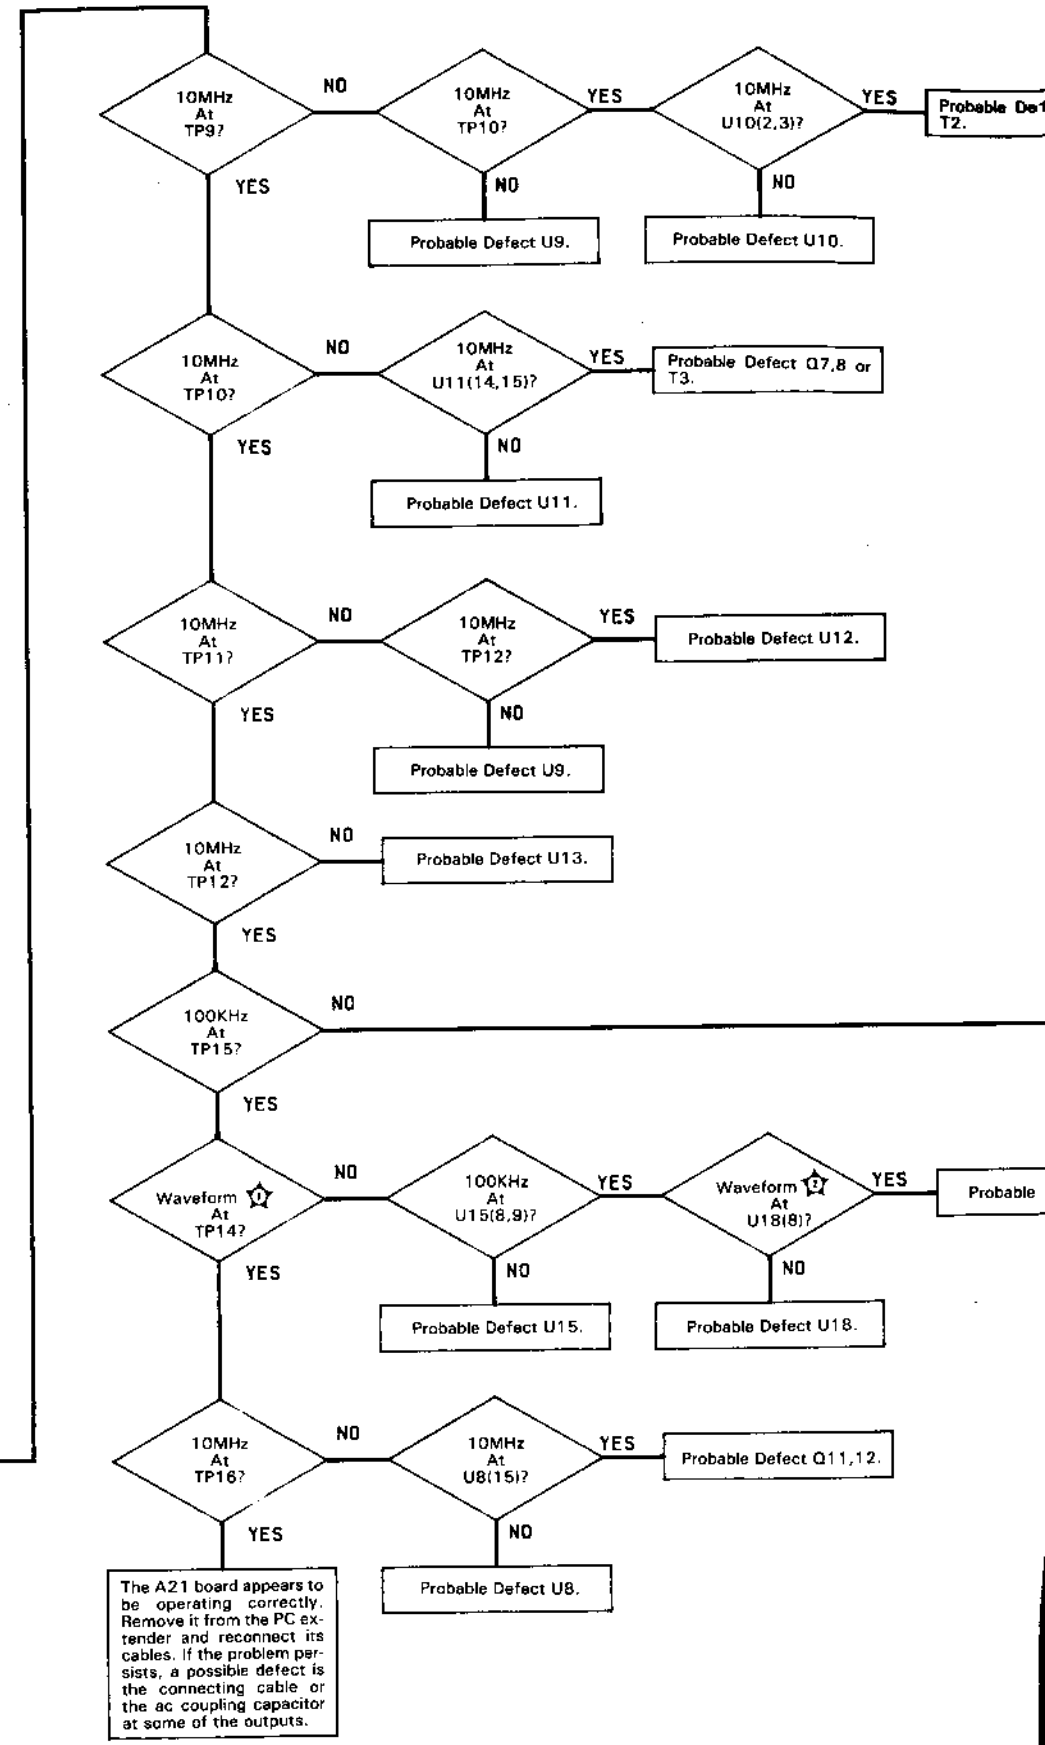 10MHz
At
TP9?
NO
10MHz
At
TP10?
YES
10MHz
At
U10(2,3)?
YES
Probable
T2.
YES
NO
NO
Probable Defect U9.
Probable Defect U10.
10MHz
At
TP10?
NO
10MHz
At
U11(14,15)?
YES
Probable Defect Q7,8 or
T3.
YES
NO
Probable Defect U11.
10MHz
At
TP11?
NO
10MHz
At
TP12?
YES
Probable Defect U12.
YES
NO
Probable Defect U9.
10MHz
At
TP12?
NO
Probable Defect U13.
YES
100KHz
At
TP15?
NO
YES
Waveform 1
At
TP14?
NO
100KHz
At
U15(8,9)?
YES
Waveform 2
At
U18(8)?
YES
Probable
YES
NO
NO
Probable Defect U15.
Probable Defect U18.
10MHz
At
TP16?
NO
10MHz
At
U8(15)?
YES
Probable Defect Q11,12.
YES
NO
Probable Defect U8.
The A21 board appears to
be operating correctly.
Remove it from the PC ex-
tender and reconnect its
cables. If the problem per-
sists, a possible defect is
the connecting cable or
the ac coupling capacitor
at some of the outputs.